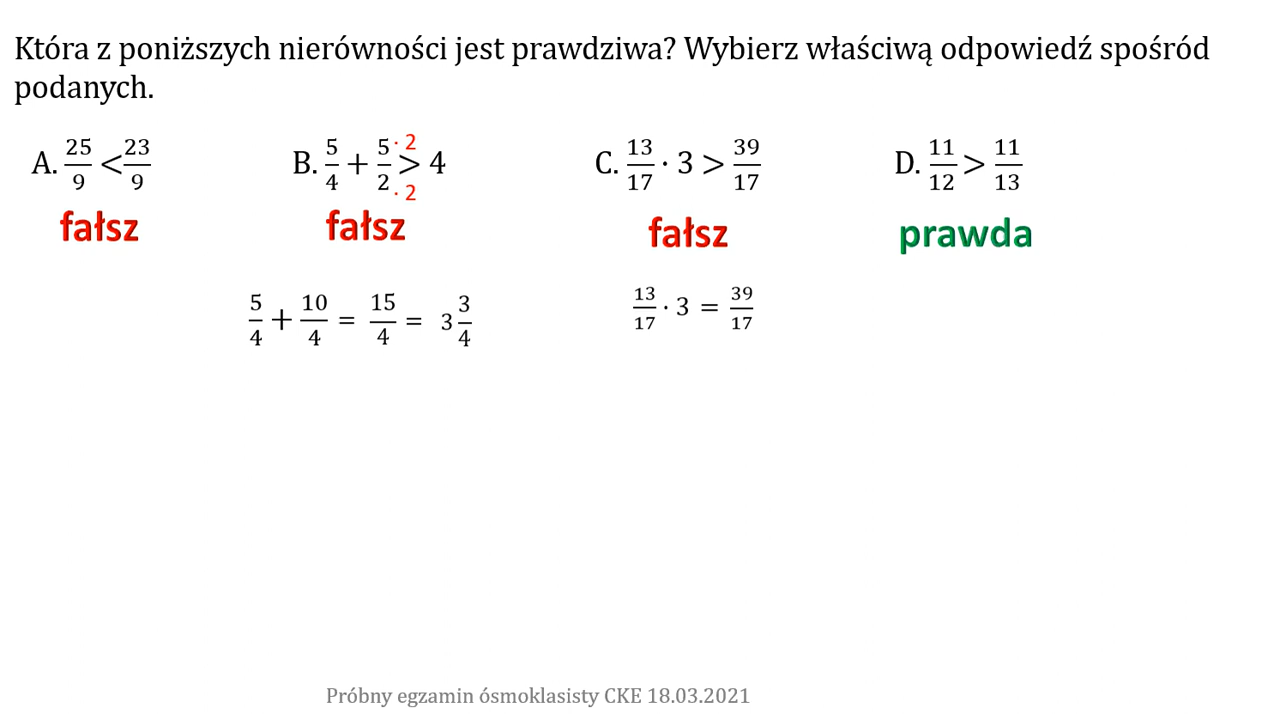 Która z poniższych nierówności jest prawdziwa? Wybierz właściwą odpowiedź spośród
podanych.
A. 25/9 < 23/9 B. 5/4 + 5/2 > 4 C. 13/17 · 3 > 39/17 D. 11/12 > 11/13
· 2
· 2
fałsz fałsz fałsz prawda
5/4 + 10/4 = 15/4 = 3 3/4 13/17 · 3 = 39/17
Próbny egzamin ósmoklasisty CKE 18.03.2021